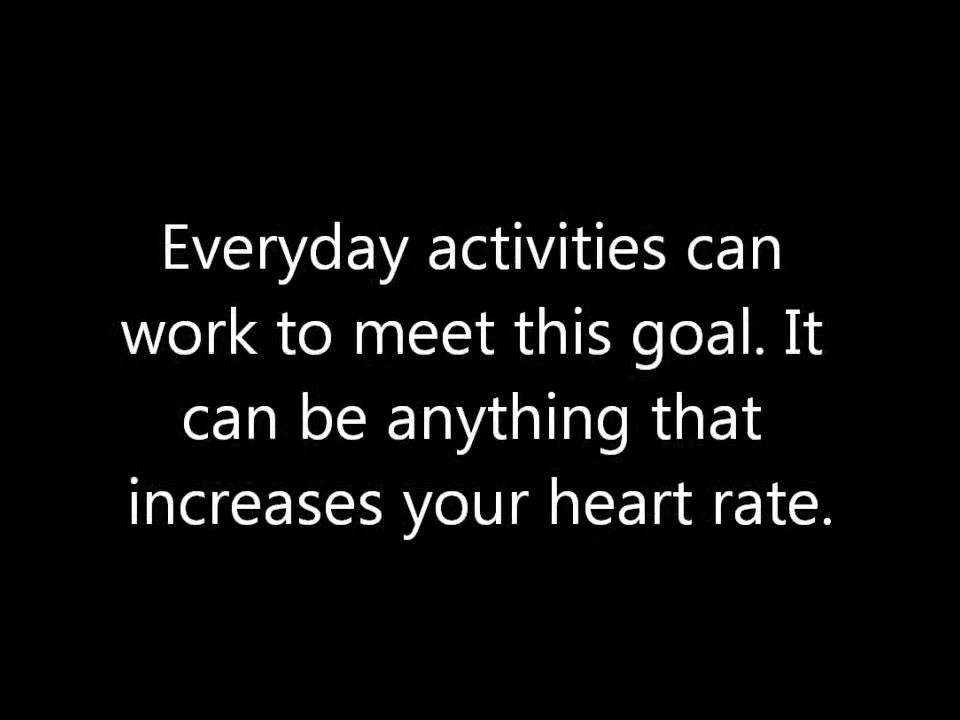 Everyday activities can
work to meet this goal. It
can be anything that
increases your heart rate.